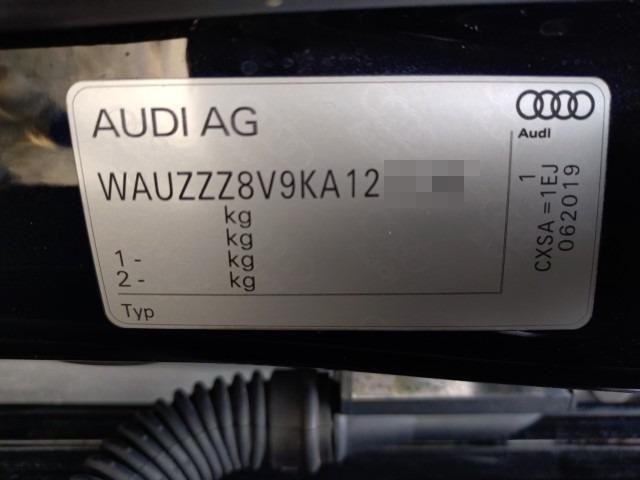 AUDI AG
Audi
WAUZZZ8V9KA12
kg
kg
1 - kg
2 - kg
Typ
1
CXSA=1EJ
062019